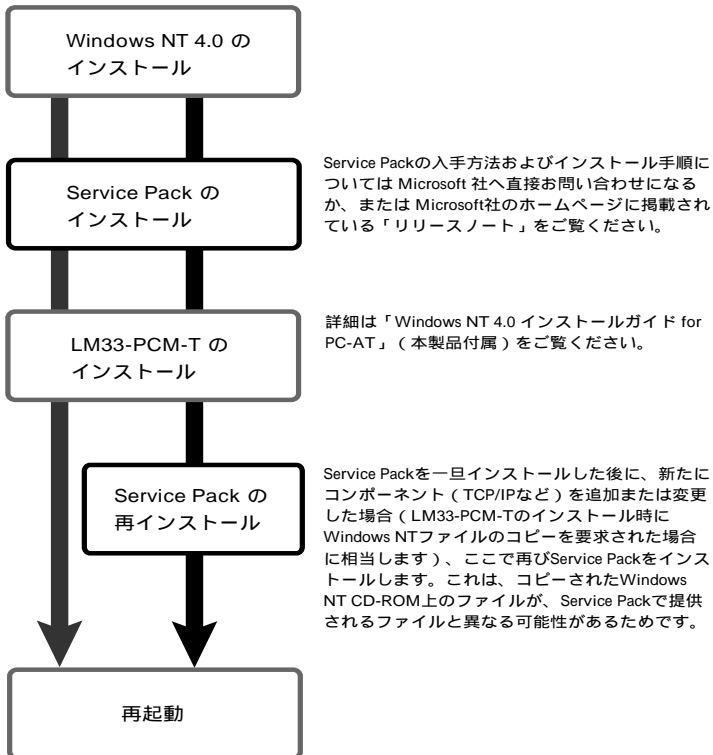 Windows NT 4.0 の
インストール
Service Pack の
インストール
Service Packの入手方法およびインストール手順に
ついては Microsoft 社へ直接お問い合わせになる
か、または Microsoft社のホームページに掲載され
ている「リリースノート」をご覧ください。
LM33-PCM-T の
インストール
詳細は「Windows NT 4.0 インストールガイド for
PC-AT」(本製品付属)をご覧ください。
Service Pack の
再インストール
Service Packを一旦インストールした後に、新たに
コンポーネント(TCP/IPなど)を追加または変更
した場合(LM33-PCM-Tのインストール時に
Windows NTファイルのコピーを要求された場合
に相当します)、ここで再びService Packをインス
トールします。これは、コピーされたWindows
NT CD-ROM上のファイルが、Service Packで提供
されるファイルと異なる可能性があるためです。
再起動